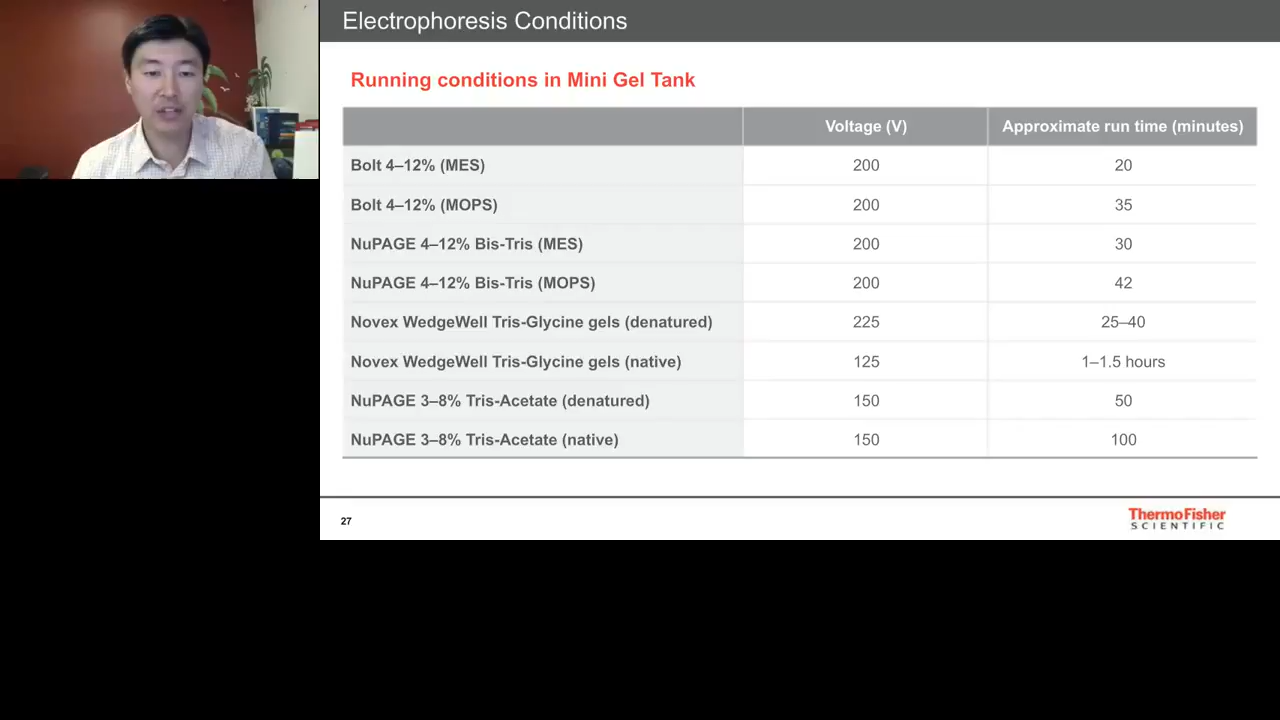 Electrophoresis Conditions
Running conditions in Mini Gel Tank
Voltage (V) Approximate run time (minutes)
Bolt 4–12% (MES) 200 20
Bolt 4–12% (MOPS) 200 35
NuPAGE 4–12% Bis-Tris (MES) 200 30
NuPAGE 4–12% Bis-Tris (MOPS) 200 42
Novex WedgeWell Tris-Glycine gels (denatured) 225 25–40
Novex WedgeWell Tris-Glycine gels (native) 125 1–1.5 hours
NuPAGE 3–8% Tris-Acetate (denatured) 150 50
NuPAGE 3–8% Tris-Acetate (native) 150 100
27
ThermoFisher
SCIENTIFIC